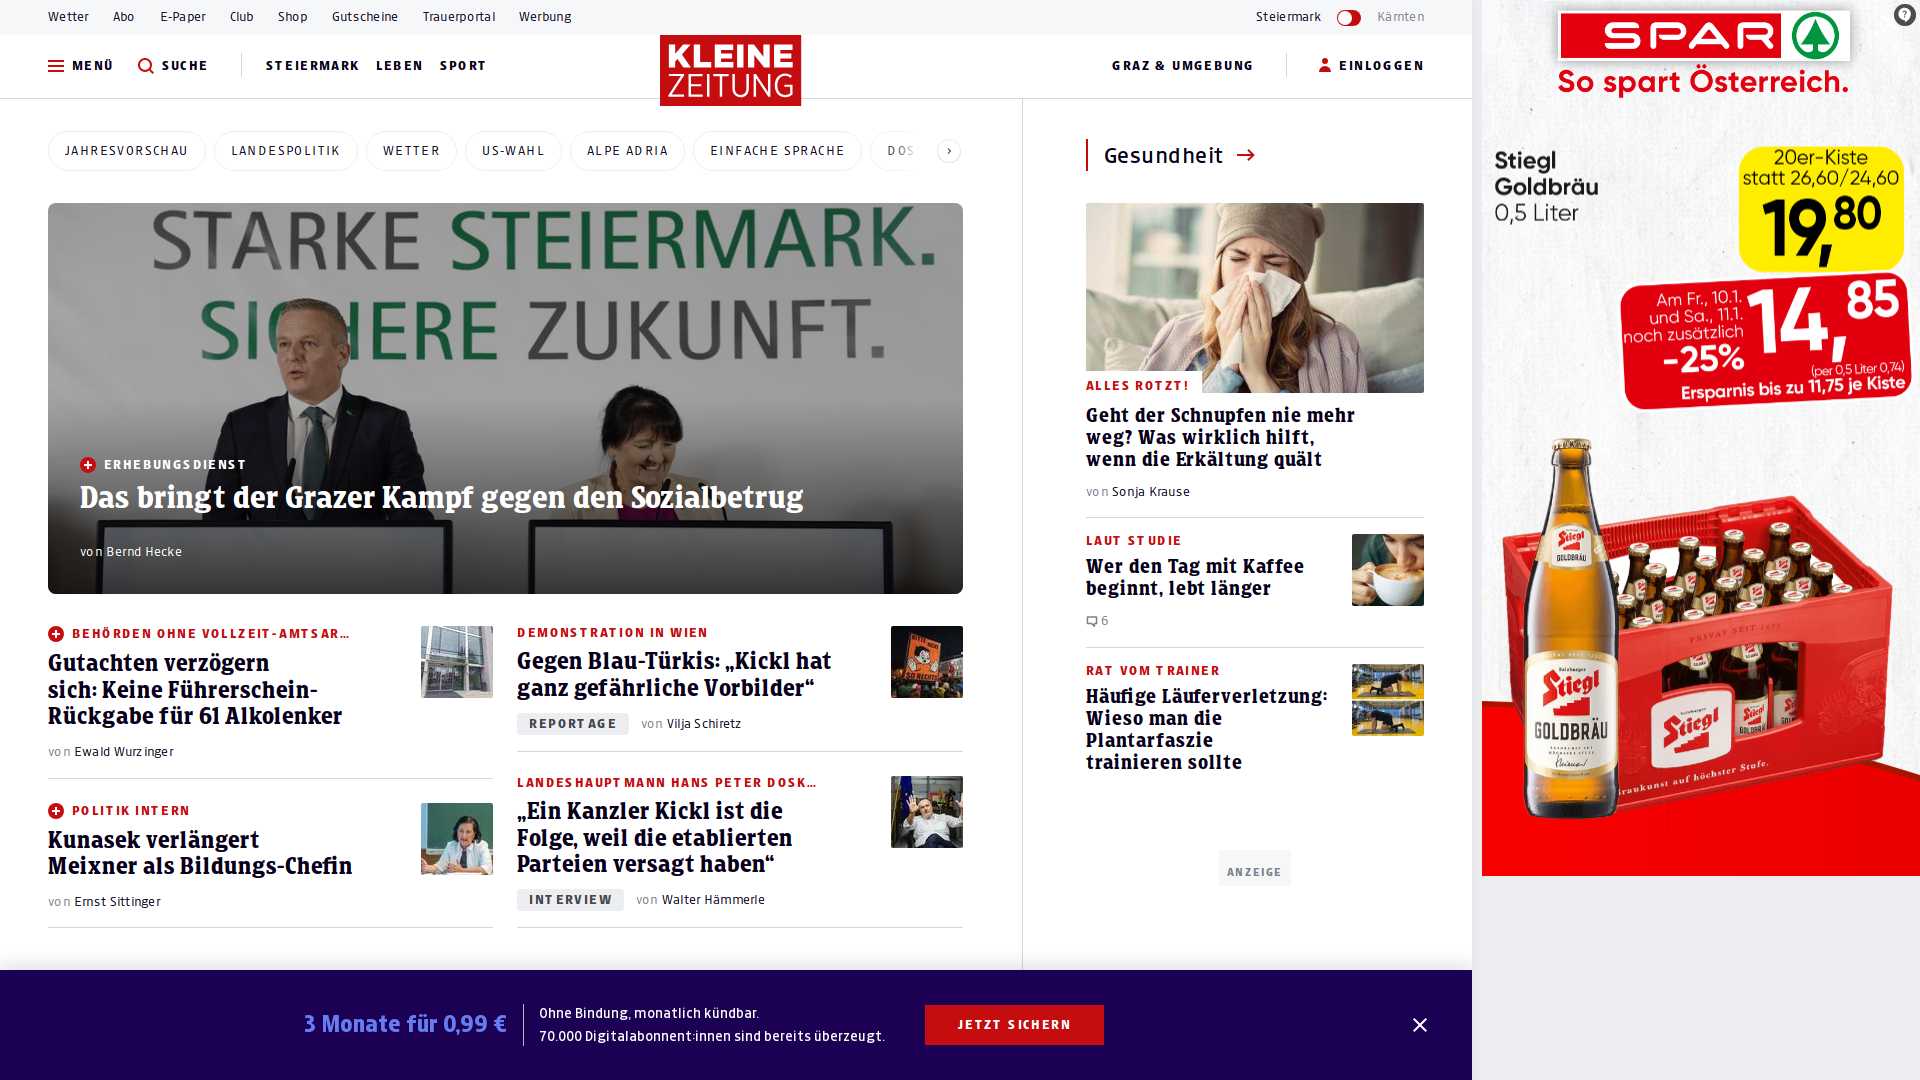 Wetter Abo E-Paper Club Shop Gutscheine Trauerportal Werbung Steiermark Kärnten
MENÜ SUCHE STEIERMARK LEBEN SPORT
KLEINE
ZEITUNG
GRAZ & UMGEBUNG EINLOGGEN
JAHRESVORSCHAU LANDESPOLITIK WETTER US-WAHL ALPE ADRIA EINFACHE SPRACHE DOS
STARKE STEIERMARK.
SICHERE ZUKUNFT.
ERHEBUNGSDIENST
Das bringt der Grazer Kampf gegen den Sozialbetrug
von Bernd Hecke
BEHÖRDEN OHNE VOLLZEIT-AMTSAR…
Gutachten verzögern
sich: Keine Führerschein-
Rückgabe für 61 Alkolenker
von Ewald Wurzinger
POLITIK INTERN
Kunasek verlängert
Meixner als Bildungs-Chefin
von Ernst Sittinger
DEMONSTRATION IN WIEN
Gegen Blau-Türkis: „Kickl hat
ganz gefährliche Vorbilder“
REPORTAGE von Vilja Schiretz
LANDESHAUPTMANN HANS PETER DOSK…
„Ein Kanzler Kickl ist die
Folge, weil die etablierten
Parteien versagt haben“
INTERVIEW von Walter Hämmerle
Gesundheit
ALLES ROTZT!
Geht der Schnupfen nie mehr
weg? Was wirklich hilft,
wenn die Erkältung quält
von Sonja Krause
LAUT STUDIE
Wer den Tag mit Kaffee
beginnt, lebt länger
6
RAT VOM TRAINER
Häufige Läuferverletzung:
Wieso man die
Plantarfaszie
trainieren sollte
ANZEIGE
SPAR
So spart Österreich.
Stiegl
Goldbräu
0,5 Liter
20er-Kiste
statt 26,60/24,60
19,80
Am Fr., 10.1.
und Sa., 11.1.
noch zusätzlich
-25%
14,85
(per 0,5 Liter 0,74)
Ersparnis bis zu 11,75 je Kiste
Stiegl
GOLDBRÄU
Salzburger
Stiegl
GOLDBRÄU
PRIVAT SEIT 1492
Stiegl
Braukunst auf höchster Stufe.
3 Monate für 0,99 €
Ohne Bindung, monatlich kündbar.
70.000 Digitalabonnent:innen sind bereits überzeugt.
JETZT SICHERN